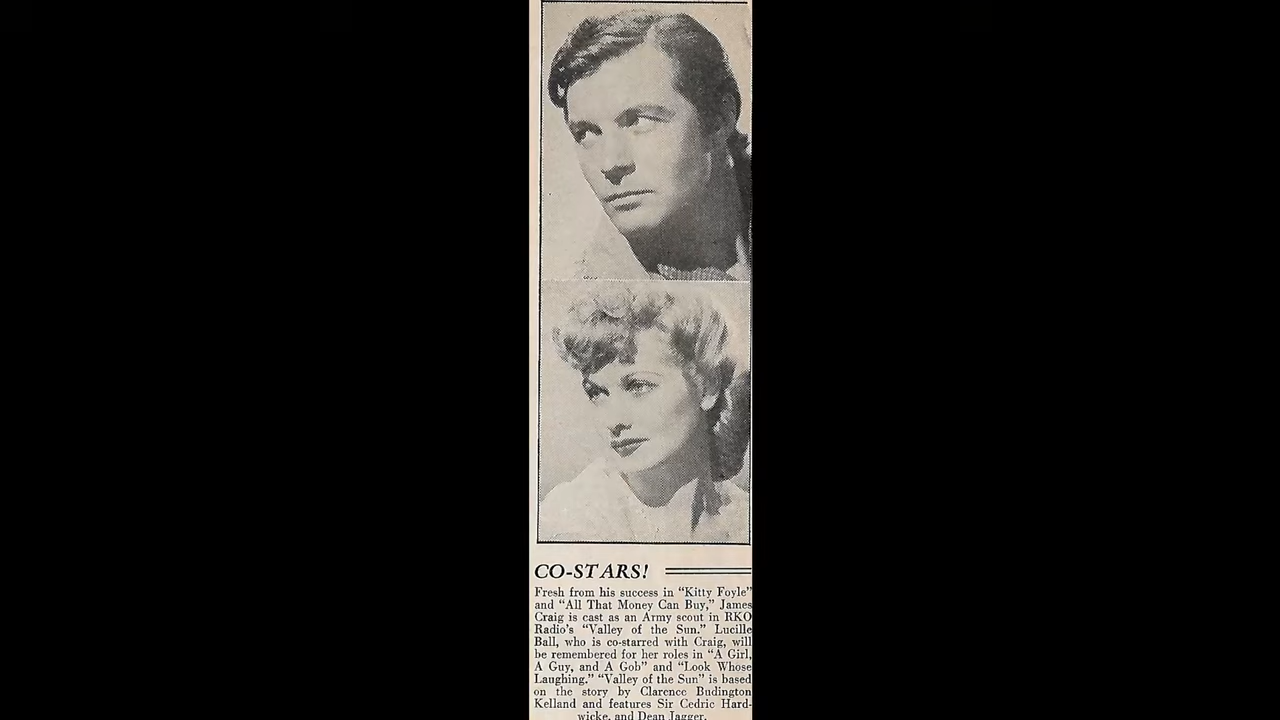 CO-STARS!
Fresh from his success in “Kitty Foyle”
and “All That Money Can Buy,” James
Craig is cast as an Army scout in RKO
Radio’s “Valley of the Sun.” Lucille
Ball, who is co-starred with Craig, will
be remembered for her roles in “A Girl,
A Guy, and A Gob” and “Look Whose
Laughing.” “Valley of the Sun” is based
on the story by Clarence Budington
Kelland and features Sir Cedric Hard-
wicke, and Dean Jagger.